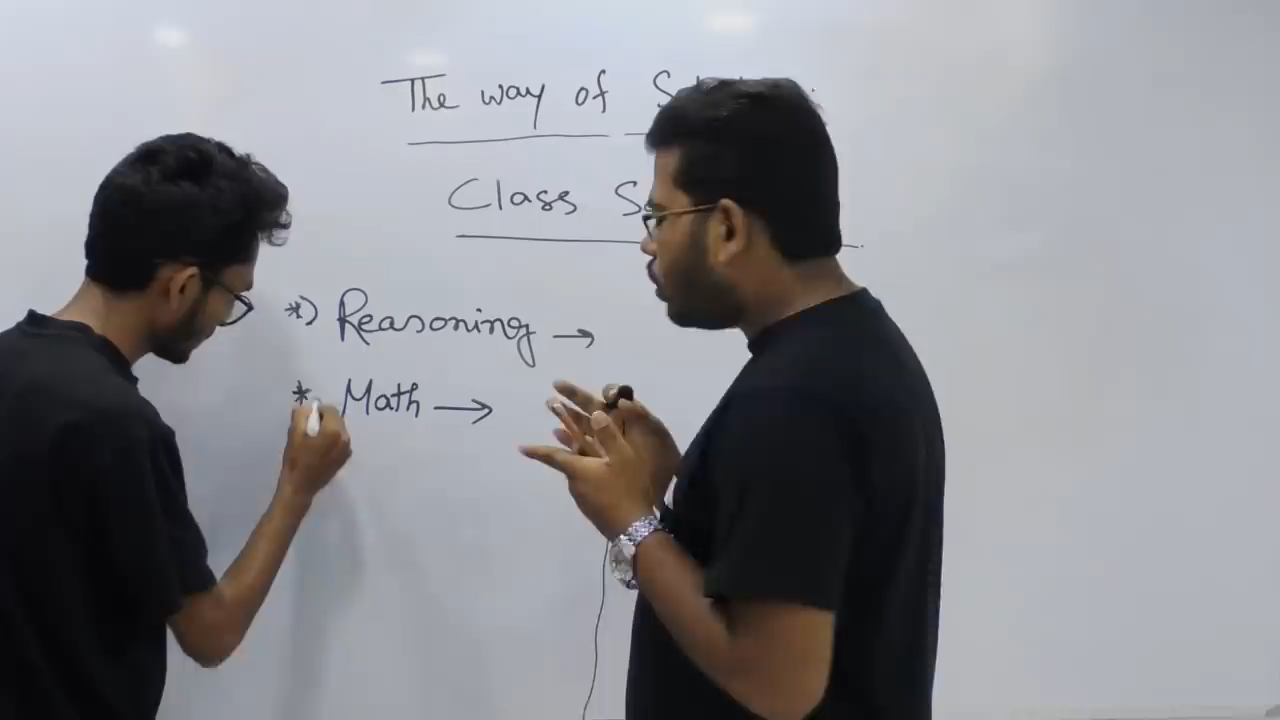 The way of
Class
*) Reasoning →
* Math →